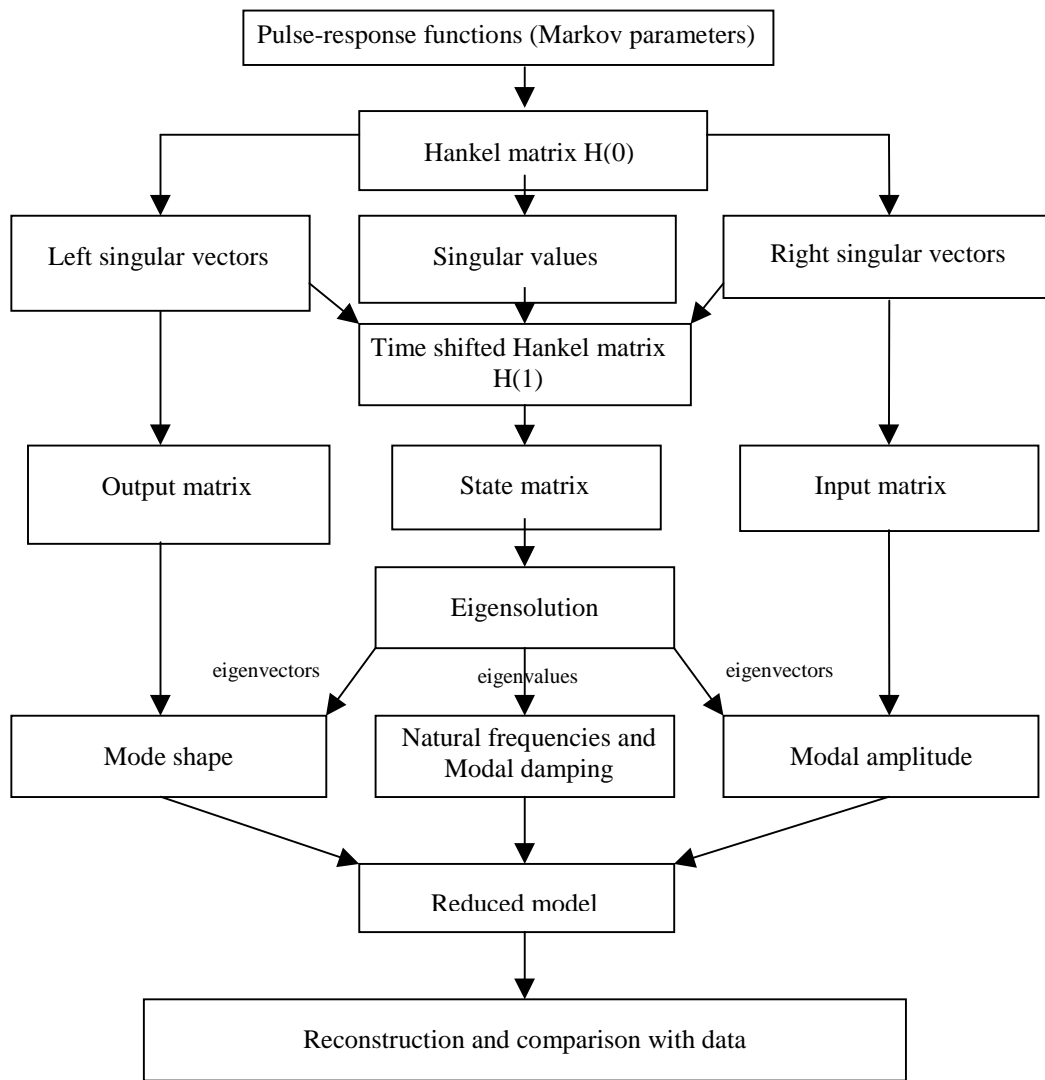 Pulse-response functions (Markov parameters)
Hankel matrix H(0)
Left singular vectors
Singular values
Right singular vectors
Time shifted Hankel matrix
H(1)
Output matrix
State matrix
Input matrix
Eigensolution
eigenvectors
eigenvalues
eigenvectors
Mode shape
Natural frequencies and
Modal damping
Modal amplitude
Reduced model
Reconstruction and comparison with data